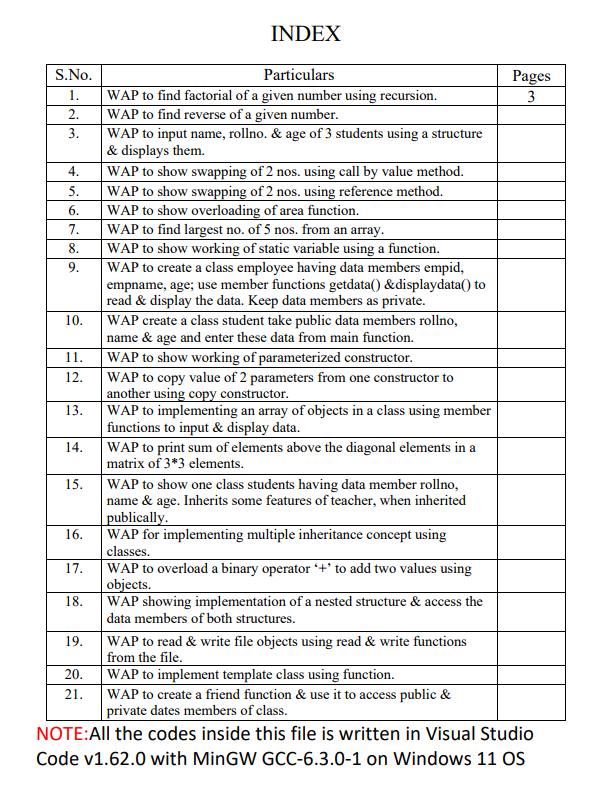 INDEX
S.No. Particulars Pages
1. WAP to find factorial of a given number using recursion. 3
2. WAP to find reverse of a given number.
3. WAP to input name, rollno. & age of 3 students using a structure
& displays them.
4. WAP to show swapping of 2 nos. using call by value method.
5. WAP to show swapping of 2 nos. using reference method.
6. WAP to show overloading of area function.
7. WAP to find largest no. of 5 nos. from an array.
8. WAP to show working of static variable using a function.
9. WAP to create a class employee having data members empid,
empname, age; use member functions getdata() &displaydata() to
read & display the data. Keep data members as private.
10. WAP create a class student take public data members rollno,
name & age and enter these data from main function.
11. WAP to show working of parameterized constructor.
12. WAP to copy value of 2 parameters from one constructor to
another using copy constructor.
13. WAP to implementing an array of objects in a class using member
functions to input & display data.
14. WAP to print sum of elements above the diagonal elements in a
matrix of 3*3 elements.
15. WAP to show one class students having data member rollno,
name & age. Inherits some features of teacher, when inherited
publically.
16. WAP for implementing multiple inheritance concept using
classes.
17. WAP to overload a binary operator ‘+’ to add two values using
objects.
18. WAP showing implementation of a nested structure & access the
data members of both structures.
19. WAP to read & write file objects using read & write functions
from the file.
20. WAP to implement template class using function.
21. WAP to create a friend function & use it to access public &
private dates members of class.
NOTE:All the codes inside this file is written in Visual Studio
Code v1.62.0 with MinGW GCC-6.3.0-1 on Windows 11 OS